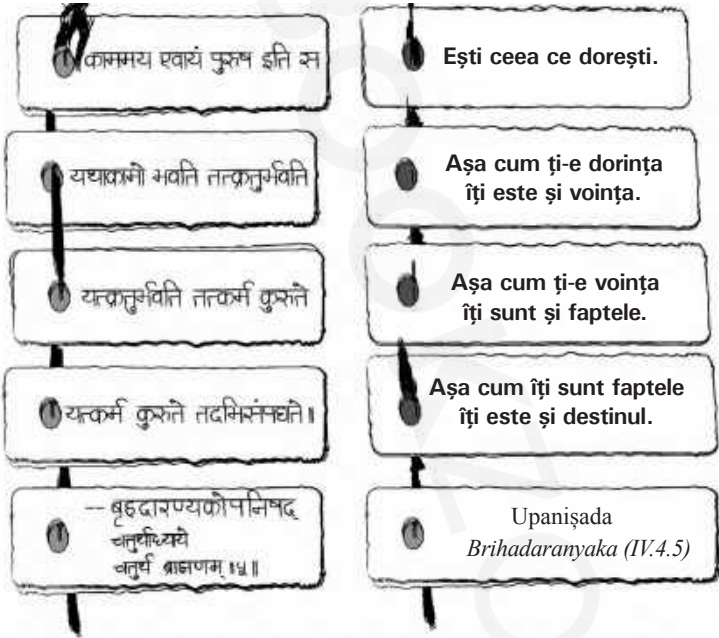 काममय एवायं पुरुष इति स
यथाकामो भवति तत्क्रतुर्भवति
यत्क्रतुर्भवति तत्कर्म कुरुते
यत्कर्म कुरुते तदभिसंपद्यते॥
-- बृहदारण्यकोपनिषद्
चतुर्थाध्याये
चतुर्थ ब्राह्मणम् ॥५॥
Ești ceea ce dorești.
Așa cum ți-e dorința
îți este și voința.
Așa cum ți-e voința
îți sunt și faptele.
Așa cum îți sunt faptele
îți este și destinul.
Upanișada
Brihadaranyaka (IV.4.5)